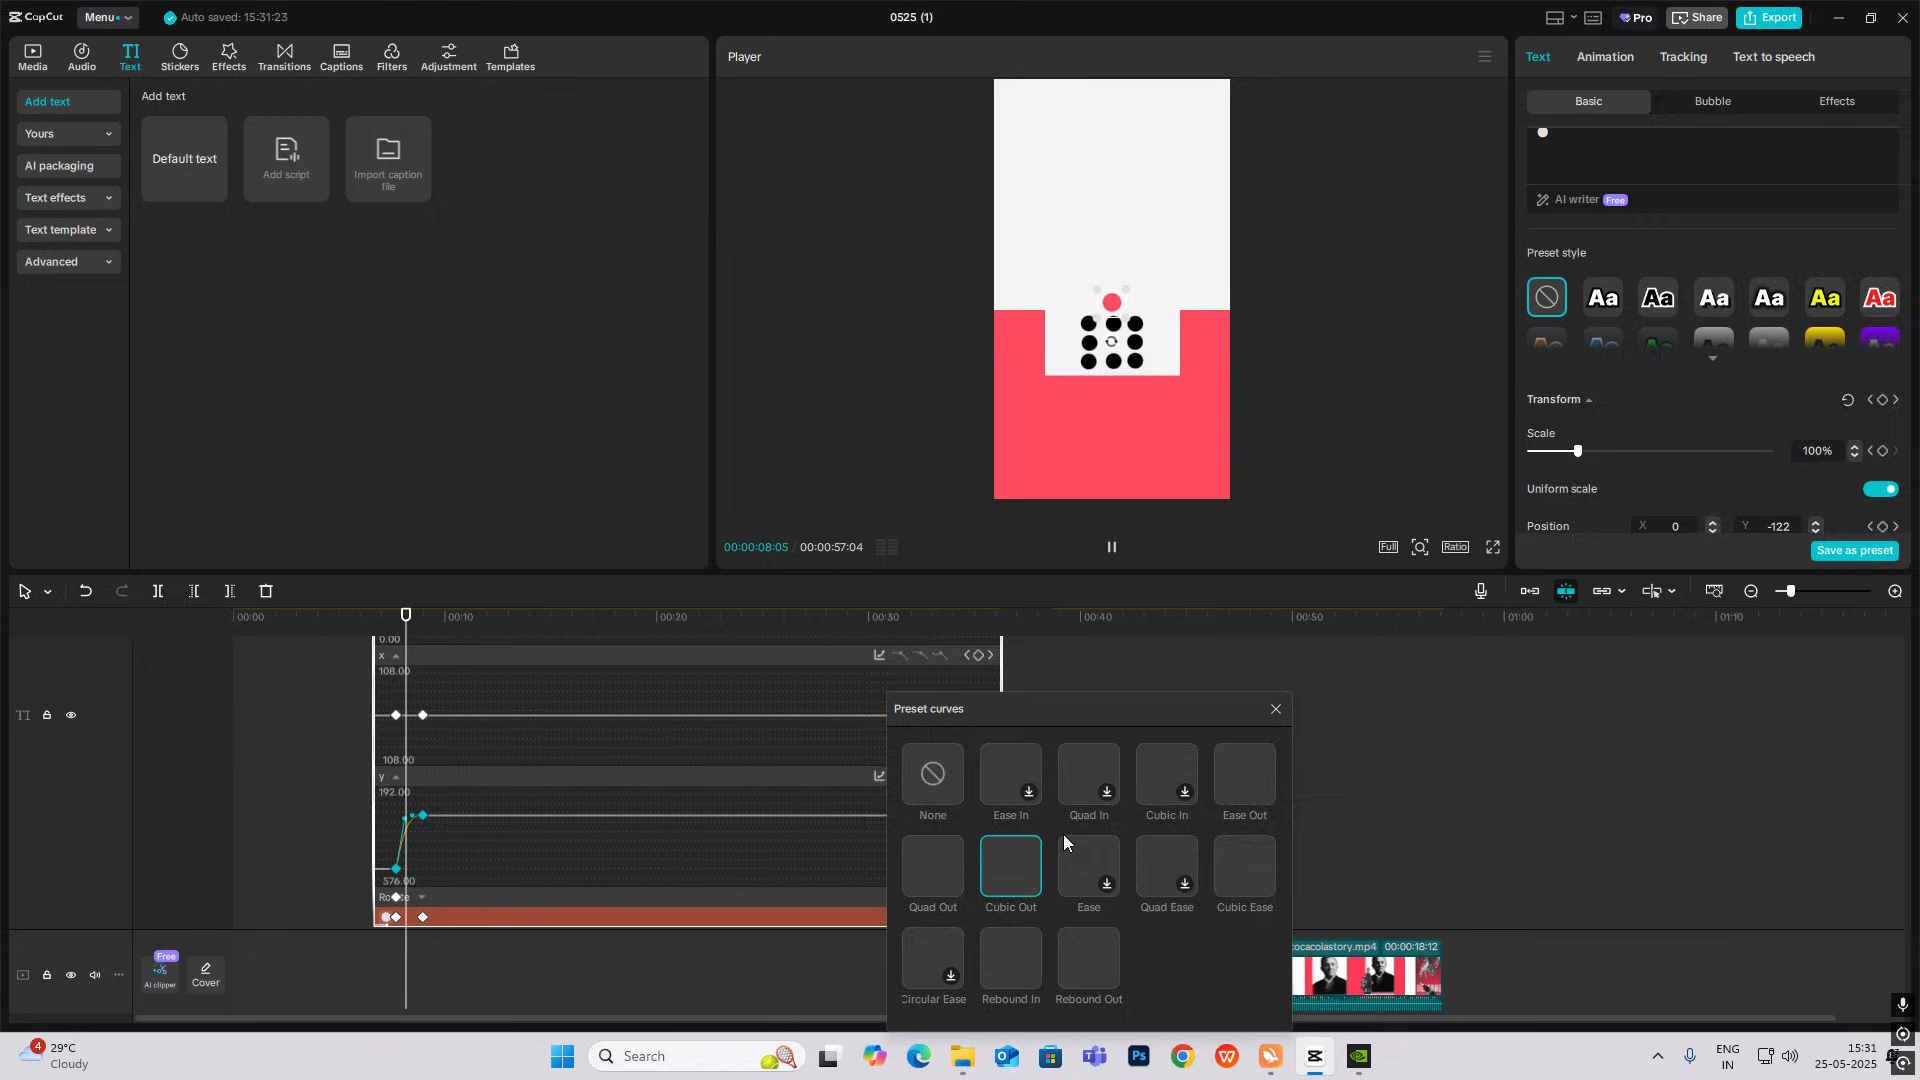 CapCut
Menu
Auto saved: 15:31:23
0525 (1)
Pro
Share
Export
Media
Audio
TI
Text
Stickers
Effects
Transitions
Captions
Filters
Adjustment
Templates
Add text
Yours
AI packaging
Text effects
Text template
Advanced
Add text
Default text
Add script
Import caption
file
Player
00:00:08:05 / 00:00:57:04
Full
Ratio
Text
Animation
Tracking
Text to speech
Basic
Bubble
Effects
AI writer
Free
Preset style
Aa Aa Aa Aa Aa Aa
Transform
Scale
100%
Uniform scale
Position
X 0
Y -122
Save as preset
00:00
00:10
00:20
00:30
00:40
00:50
01:00
01:10
0.00
x
108.00
108.00
y
192.00
576.00
TI
Preset curves
None
Ease In
Quad In
Cubic In
Ease Out
Quad Out
Cubic Out
Ease
Quad Ease
Cubic Ease
Circular Ease
Rebound In
Rebound Out
Free
AI clipper
Cover
cocacolastory.mp4 00:00:18:12
4
29°C
Cloudy
Search
Ps
ENG
IN
15:31
25-05-2025